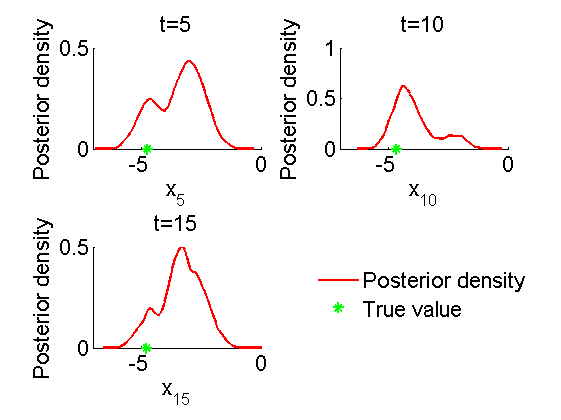 t=5
0.5
0
Posterior density
-5
0
x5
t=10
1
0.5
0
Posterior density
-5
0
x10
t=15
0.5
0
Posterior density
-5
0
x15
Posterior density
True value